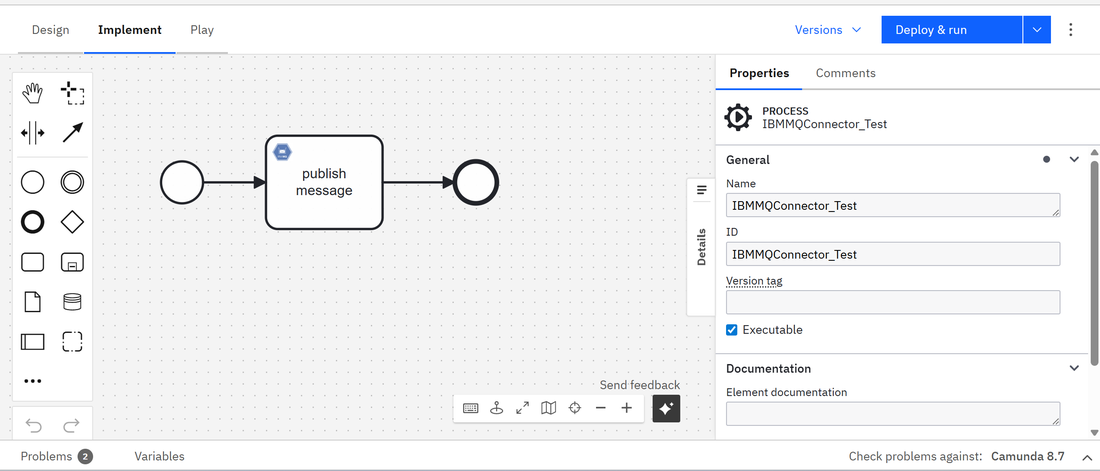 Design
Implement
Play
Versions
Deploy & run
publish
message
Send feedback
Details
Properties
Comments
PROCESS
IBMMQConnector_Test
General
Name
IBMMQConnector_Test
ID
IBMMQConnector_Test
Version tag
Executable
Documentation
Element documentation
Problems 2
Variables
Check problems against: Camunda 8.7